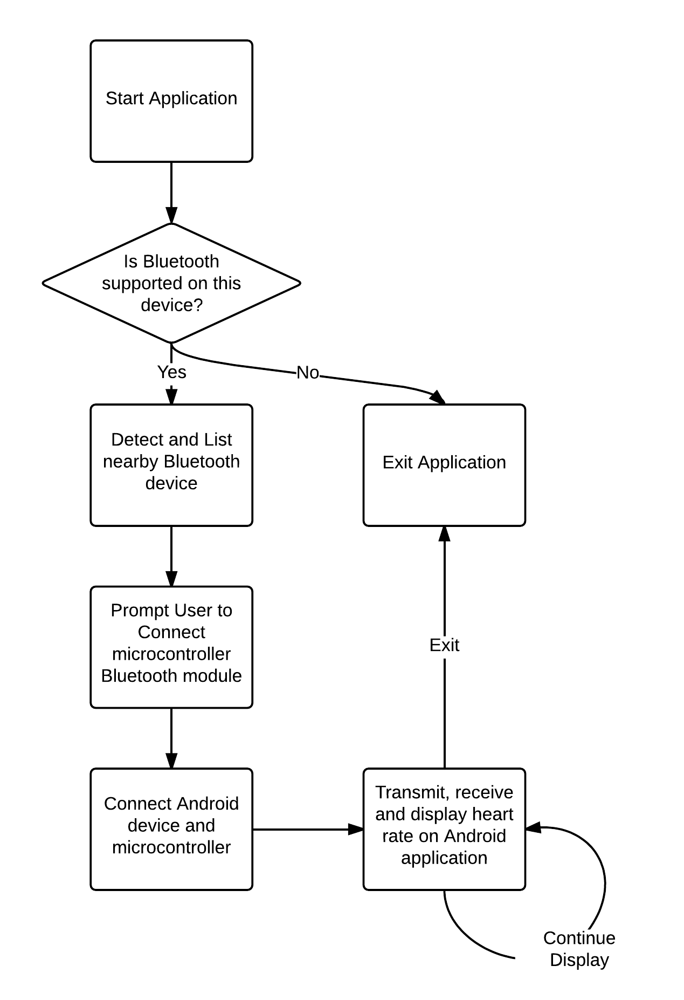 Start Application
Is Bluetooth
supported on this
device?
Yes
No
Detect and List
nearby Bluetooth
device
Exit Application
Prompt User to
Connect
microcontroller
Bluetooth module
Exit
Connect Android
device and
microcontroller
Transmit, receive
and display heart
rate on Android
application
Continue
Display